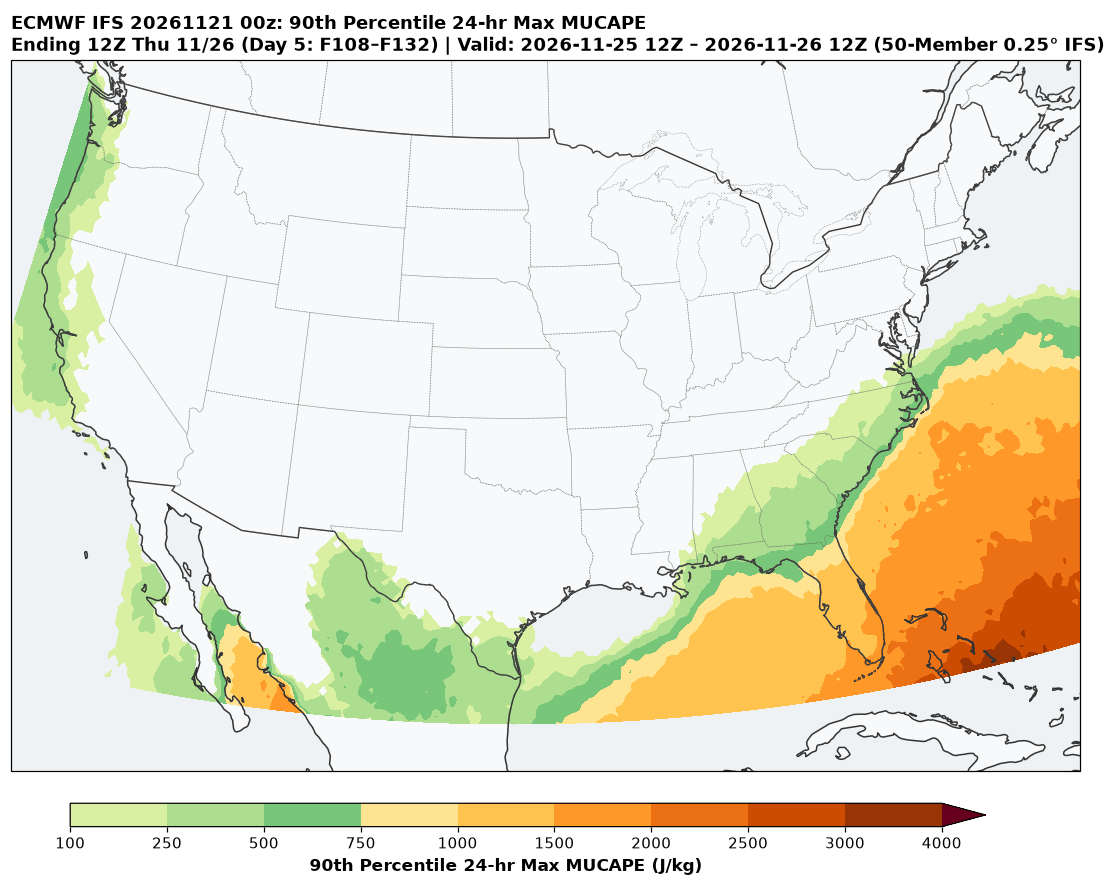 ECMWF IFS 20261121 00z: 90th Percentile 24-hr Max MUCAPE
Ending 12Z Thu 11/26 (Day 5: F108–F132) | Valid: 2026-11-25 12Z – 2026-11-26 12Z (50-Member 0.25° IFS)
100 250 500 750 1000 1500 2000 2500 3000 4000
90th Percentile 24-hr Max MUCAPE (J/kg)